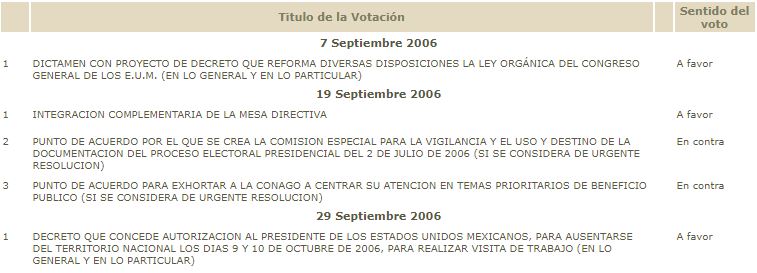 Titulo de la Votación
Sentido del
voto
7 Septiembre 2006
1 DICTAMEN CON PROYECTO DE DECRETO QUE REFORMA DIVERSAS DISPOSICIONES LA LEY ORGÁNICA DEL CONGRESO A favor
GENERAL DE LOS E.U.M. (EN LO GENERAL Y EN LO PARTICULAR)
19 Septiembre 2006
1 INTEGRACION COMPLEMENTARIA DE LA MESA DIRECTIVA A favor
2 PUNTO DE ACUERDO POR EL QUE SE CREA LA COMISION ESPECIAL PARA LA VIGILANCIA Y EL USO Y DESTINO DE LA En contra
DOCUMENTACION DEL PROCESO ELECTORAL PRESIDENCIAL DEL 2 DE JULIO DE 2006 (SI SE CONSIDERA DE URGENTE
RESOLUCION)
3 PUNTO DE ACUERDO PARA EXHORTAR A LA CONAGO A CENTRAR SU ATENCION EN TEMAS PRIORITARIOS DE BENEFICIO En contra
PUBLICO (SI SE CONSIDERA DE URGENTE RESOLUCION)
29 Septiembre 2006
1 DECRETO QUE CONCEDE AUTORIZACION AL PRESIDENTE DE LOS ESTADOS UNIDOS MEXICANOS, PARA AUSENTARSE A favor
DEL TERRITORIO NACIONAL LOS DIAS 9 Y 10 DE OCTUBRE DE 2006, PARA REALIZAR VISITA DE TRABAJO (EN LO
GENERAL Y EN LO PARTICULAR)